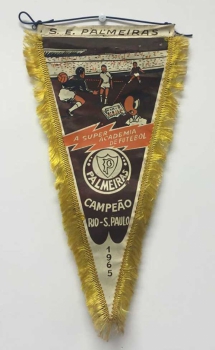 S. E. PALMEIRAS
A SUPER
ACADEMIA
DE FUTEBOL
PALMEIRAS
CAMPEÃO
RIO-S. PAULO
1965